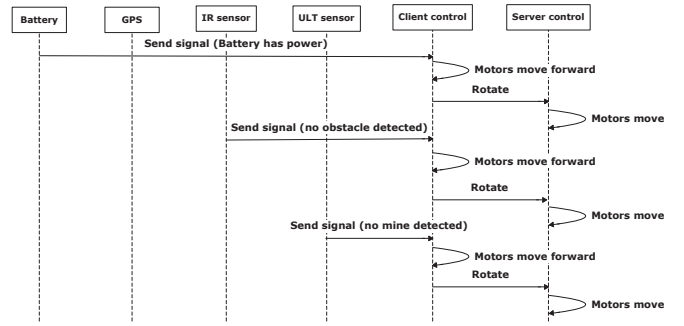 Battery
GPS
IR sensor
ULT sensor
Client control
Server control
Send signal (Battery has power)
Motors move forward
Rotate
Motors move
Send signal (no obstacle detected)
Motors move forward
Rotate
Motors move
Send signal (no mine detected)
Motors move forward
Rotate
Motors move